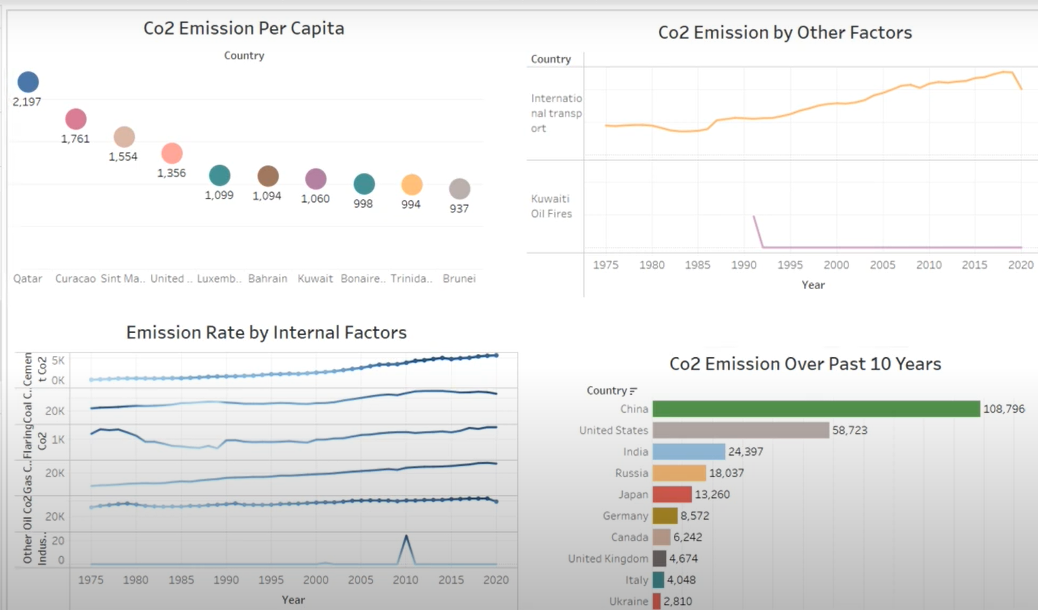 Co2 Emission Per Capita
Country
2,197
1,761
1,554
1,356
1,099
1,094
1,060
998
994
937
Qatar
Curacao
Sint Ma..
United ..
Luxemb..
Bahrain
Kuwait
Bonaire..
Trinida..
Brunei
Co2 Emission by Other Factors
Country
Internatio
nal transp
ort
Kuwaiti
Oil Fires
1975 1980 1985 1990 1995 2000 2005 2010 2015 2020
Year
Emission Rate by Internal Factors
Cemen
t Co2
5K
0K
Coal C..
20K
Flaring
Co2
1K
Gas C..
20K
Oil Co2
20K
Other
Indus..
20
0
1975 1980 1985 1990 1995 2000 2005 2010 2015 2020
Year
Co2 Emission Over Past 10 Years
Country
China 108,796
United States 58,723
India 24,397
Russia 18,037
Japan 13,260
Germany 8,572
Canada 6,242
United Kingdom 4,674
Italy 4,048
Ukraine 2,810